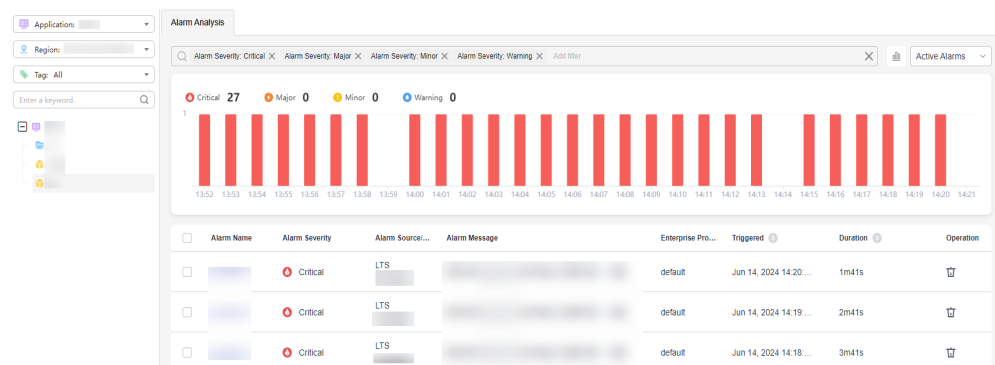 Application:
Region:
Tag: All
Enter a keyword.
Alarm Analysis
Alarm Severity: Critical Alarm Severity: Major Alarm Severity: Minor Alarm Severity: Warning Add filter
Active Alarms
Critical 27 Major 0 Minor 0 Warning 0
1
13:52 13:53 13:54 13:55 13:56 13:57 13:58 13:59 14:00 14:01 14:02 14:03 14:04 14:05 14:06 14:07 14:08 14:09 14:10 14:11 14:12 14:13 14:14 14:15 14:16 14:17 14:18 14:19 14:20 14:21
Alarm Name Alarm Severity Alarm Source/... Alarm Message Enterprise Pro... Triggered Duration Operation
LTS
Critical default Jun 14, 2024 14:20:... 1m41s
LTS
Critical default Jun 14, 2024 14:19:... 2m41s
LTS
Critical default Jun 14, 2024 14:18:... 3m41s